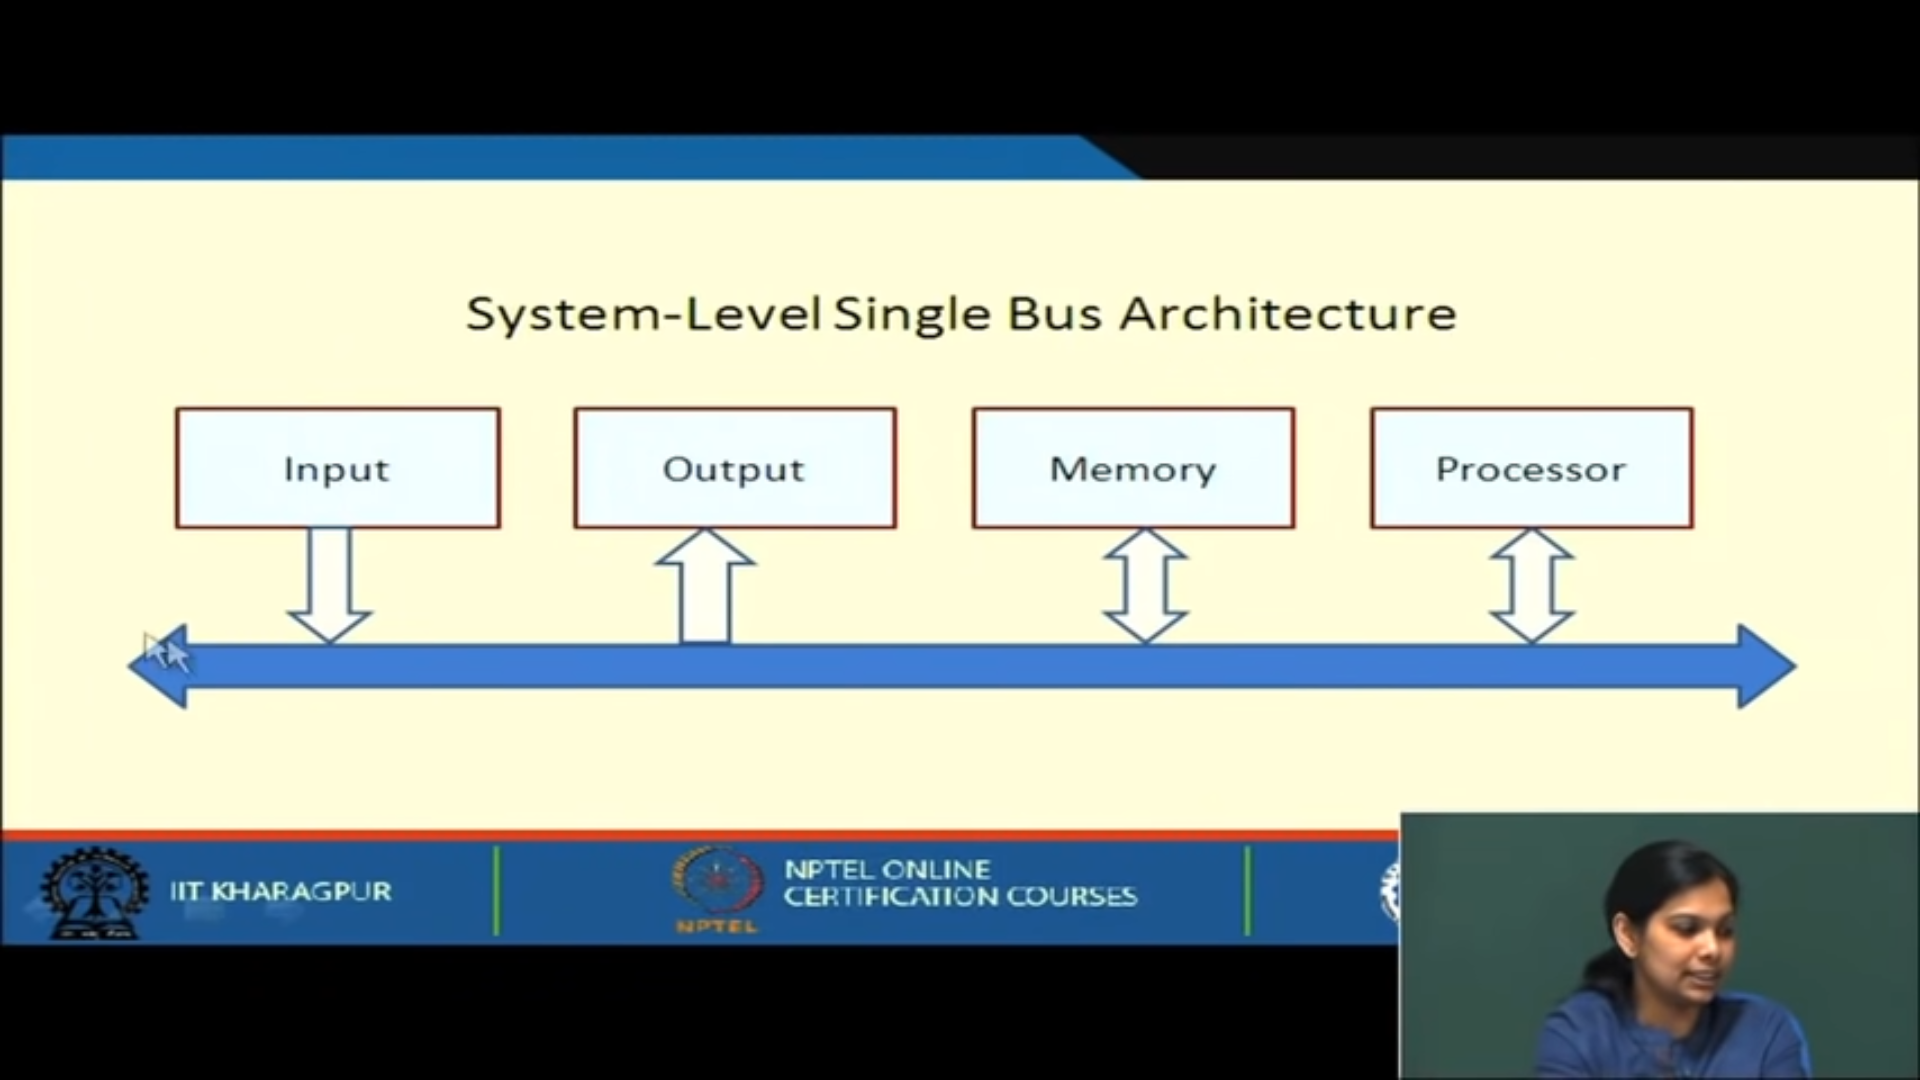 System-Level Single Bus Architecture
Input
Output
Memory
Processor
IIT KHARAGPUR
NPTEL ONLINE
CERTIFICATION COURSES
NPTEL